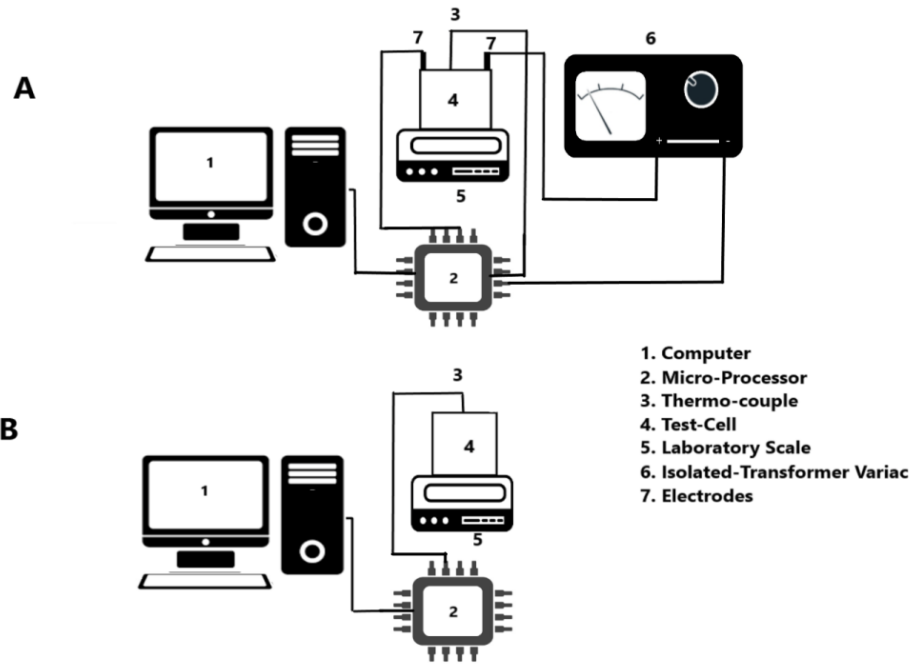 3
7
7
6
A
4
1
5
2
+
-
1. Computer
2. Micro-Processor
3. Thermo-couple
4. Test-Cell
5. Laboratory Scale
6. Isolated-Transformer Variac
7. Electrodes
3
B
4
1
5
2